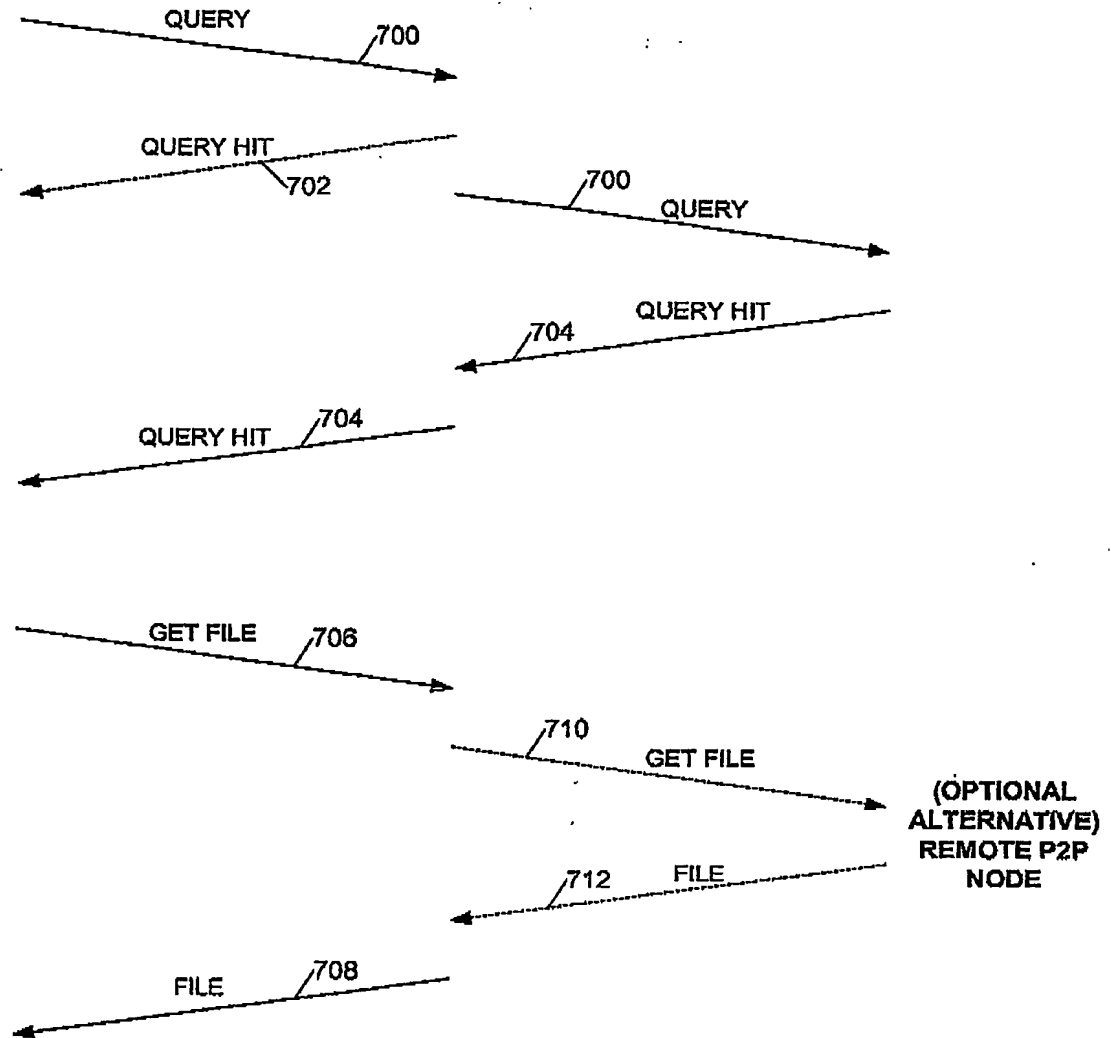 QUERY
700
QUERY HIT
702
700
QUERY
QUERY HIT
704
704
QUERY HIT
GET FILE
706
710
GET FILE
(OPTIONAL
ALTERNATIVE)
REMOTE P2P
NODE
712
FILE
708
FILE